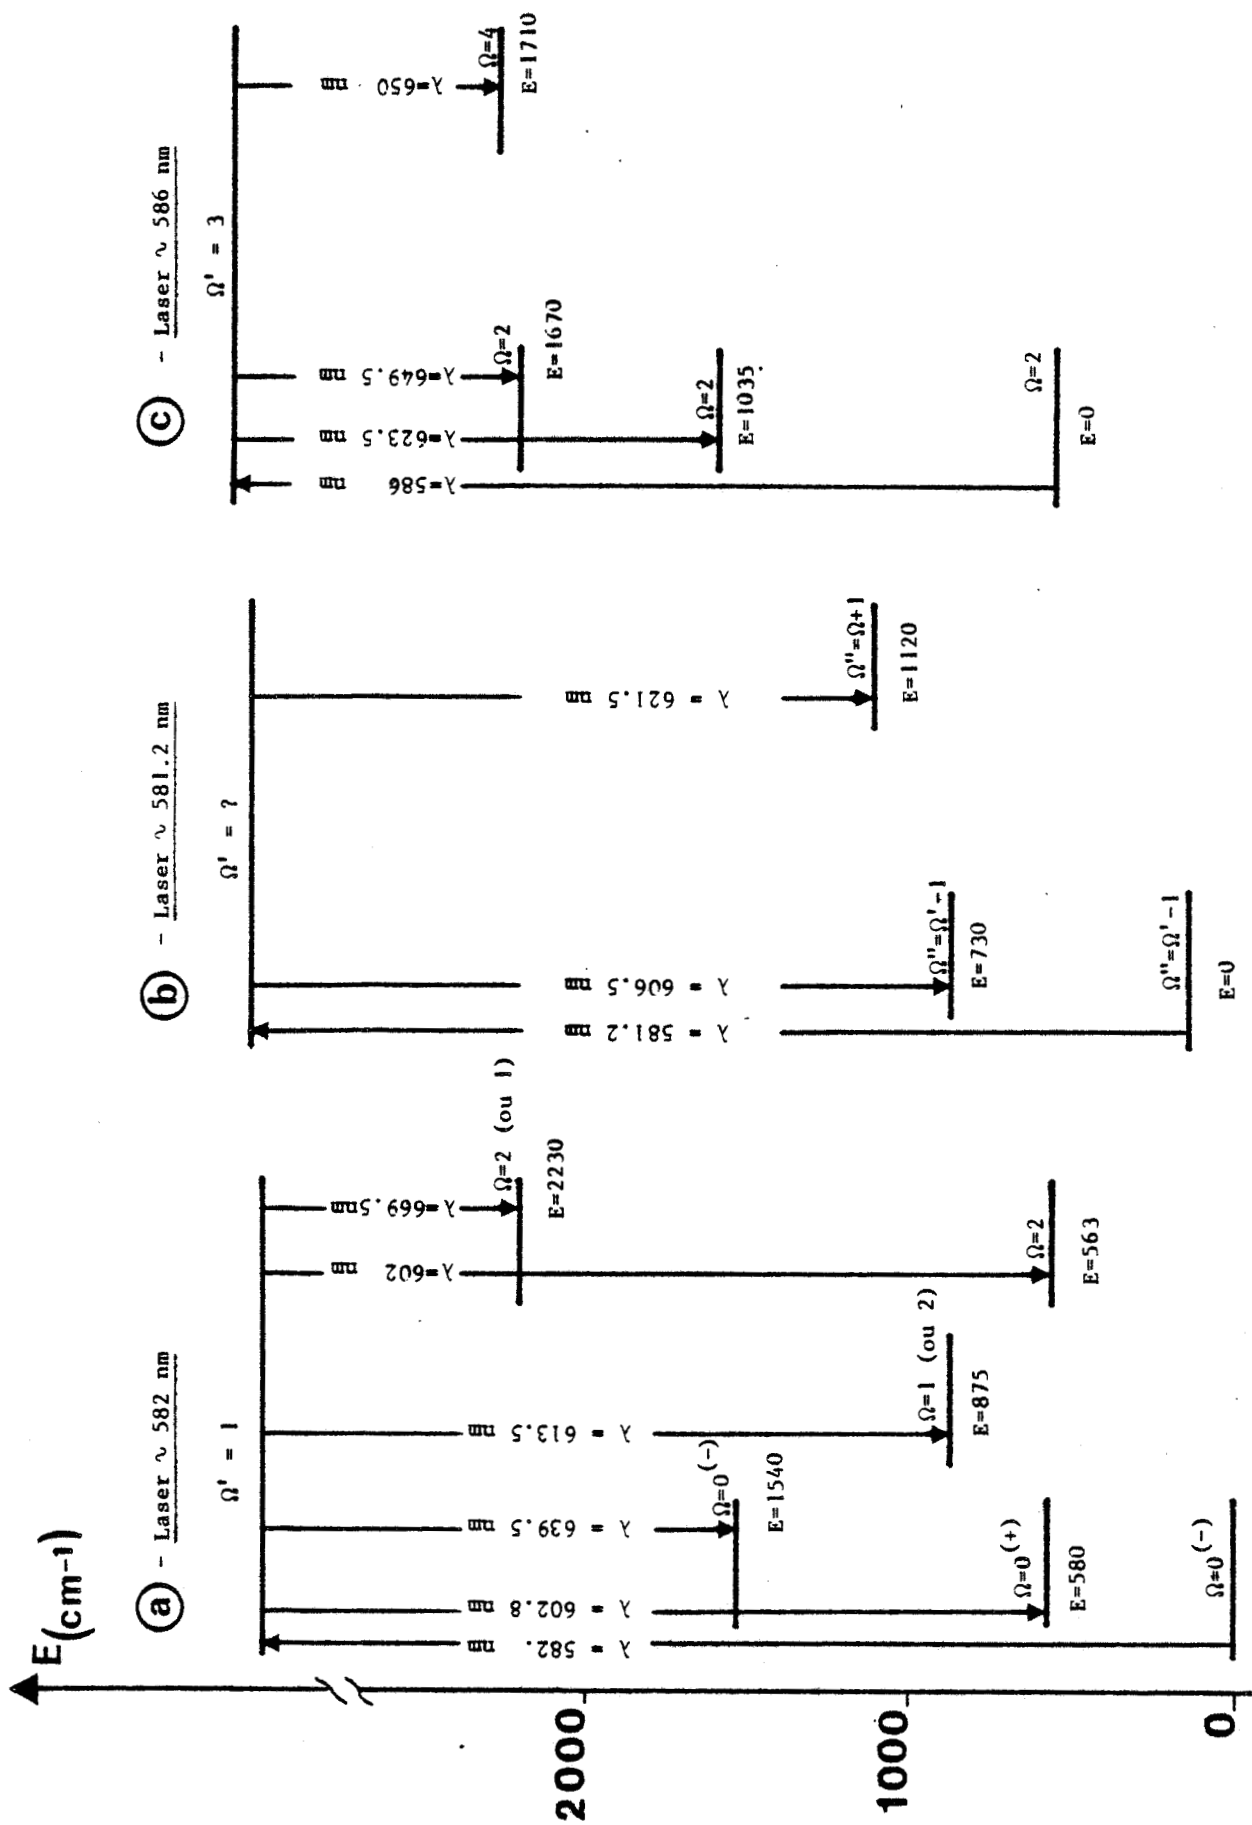 E(cm-1)
2000
1000
0
(a) - Laser ~ 582 nm
Ω' = 1
λ = 582. nm
λ = 602.8 nm
λ = 639.5 nm
λ = 613.5 nm
λ=602 nm
λ=669.5nm
Ω=0(-)
Ω=0(+)
E=580
Ω=0(-)
E=1540
Ω=1 (ou 2)
E=875
Ω=2
E=563
Ω=2 (ou 1)
E=2230
(b) - Laser ~ 581.2 nm
Ω' = ?
λ = 581.2 nm
λ = 606.5 nm
λ = 621.5 nm
Ω"=Ω'-1
E=0
Ω"=Ω'-1
E=730
Ω"=Ω+1
E=1120
(c) - Laser ~ 586 nm
Ω' = 3
λ=586 nm
λ=623.5 nm
λ=649.5 nm
λ=650 nm
Ω=2
E=0
Ω=2
E=1035.
Ω=2
E=1670
Ω=4
E=1710